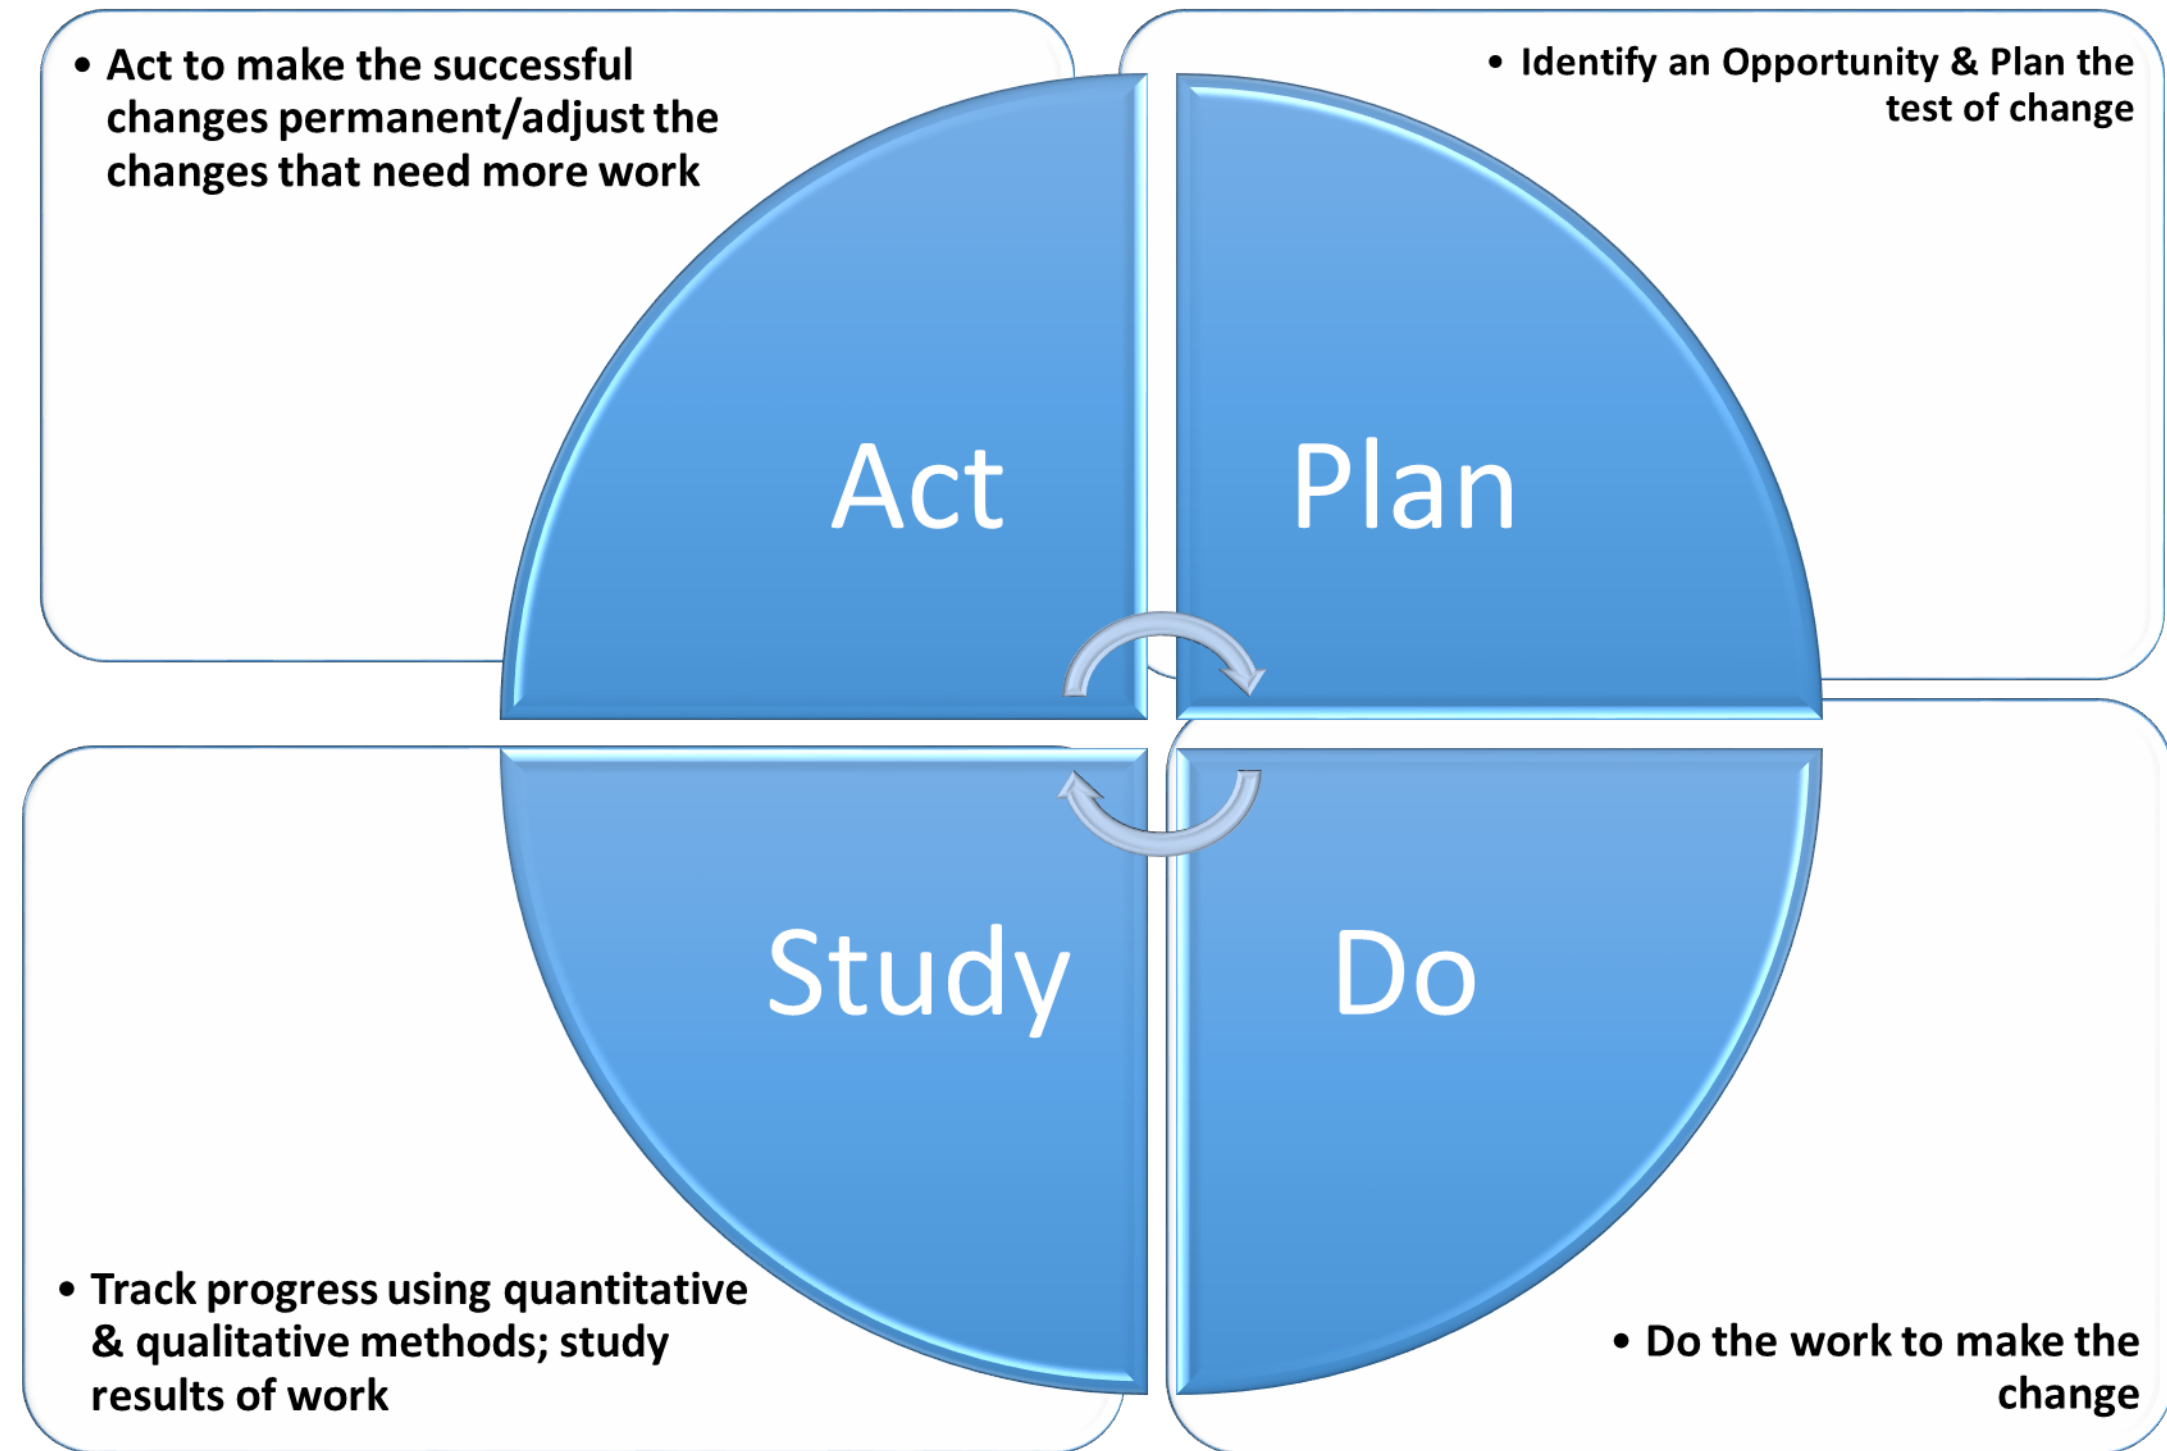 • Act to make the successful
changes permanent/adjust the
changes that need more work
• Identify an Opportunity & Plan the
test of change
Act
Plan
Study
Do
• Track progress using quantitative
& qualitative methods; study
results of work
• Do the work to make the
change